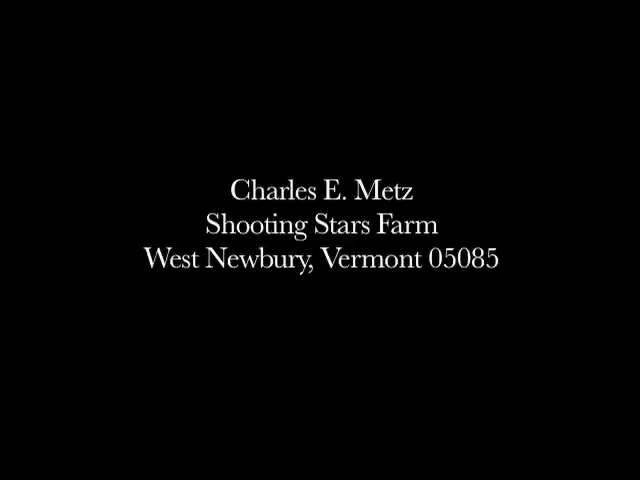 Charles E. Metz
Shooting Stars Farm
West Newbury, Vermont 05085